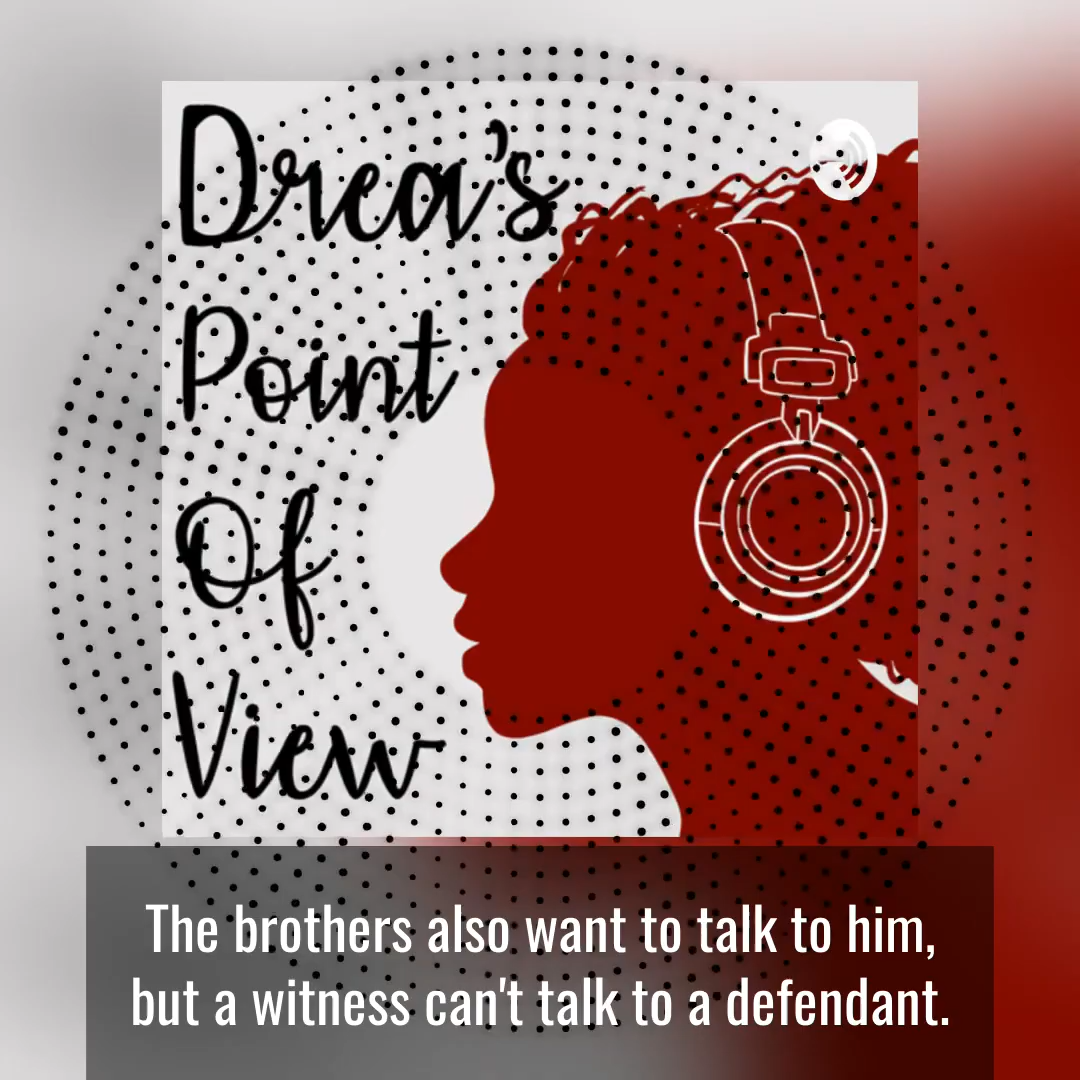 Drea's
Point
Of
View
The brothers also want to talk to him,
but a witness can't talk to a defendant.